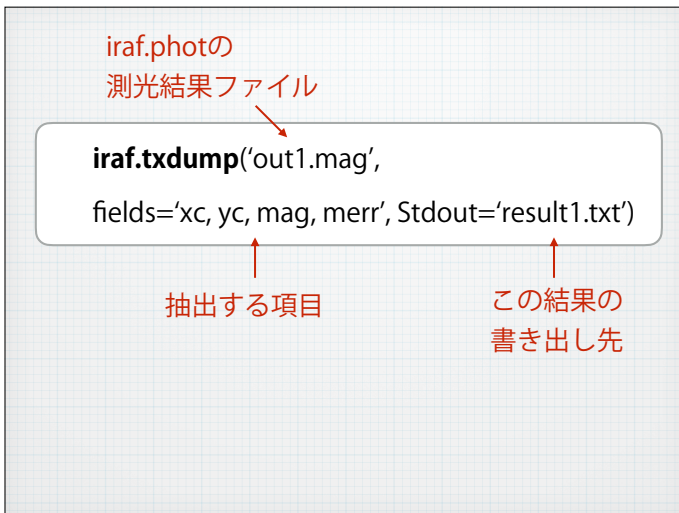 iraf.photの
測光結果ファイル
iraf.txdump(‘out1.mag’,
fields=‘xc, yc, mag, merr’, Stdout=‘result1.txt’)
抽出する項目
この結果の
書き出し先